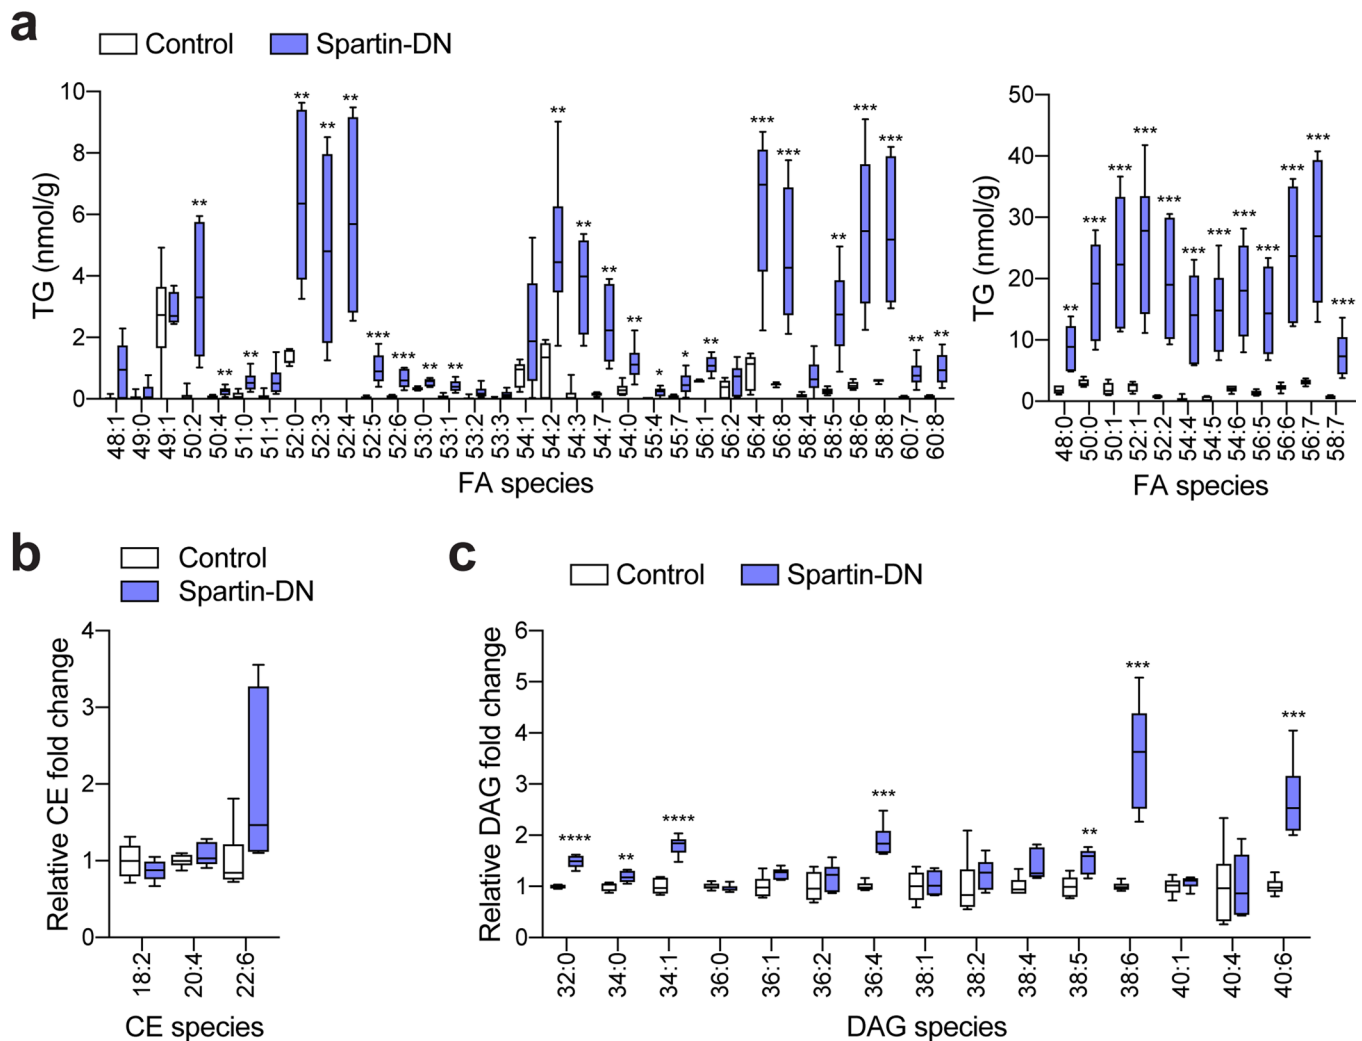 a
Control Spartin-DN
TG (nmol/g)
10
8
6
4
2
0
** ** ** ** ** ** *** *** ** ** ** ** ** ** * * ** *** *** ** *** *** ** **
48:1 49:0 49:1 50:2 50:4 51:0 51:1 52:0 52:3 52:4 52:5 52:6 53:0 53:1 53:2 53:3 54:1 54:2 54:3 54:7 54:0 55:4 55:7 56:1 56:2 56:4 56:8 58:4 58:5 58:6 58:8 60:7 60:8
FA species
TG (nmol/g)
50
40
30
20
10
0
** *** *** *** *** *** *** *** *** *** *** ***
48:0 50:0 50:1 52:1 52:2 54:4 54:5 54:6 56:5 56:6 56:7 58:7
FA species
b
Control
Spartin-DN
Relative CE fold change
4
3
2
1
0
18:2 20:4 22:6
CE species
c
Control Spartin-DN
Relative DAG fold change
6
5
4
3
2
1
0
**** ** **** *** ** *** ***
32:0 34:0 34:1 36:0 36:1 36:2 36:4 38:1 38:2 38:4 38:5 38:6 40:1 40:4 40:6
DAG species